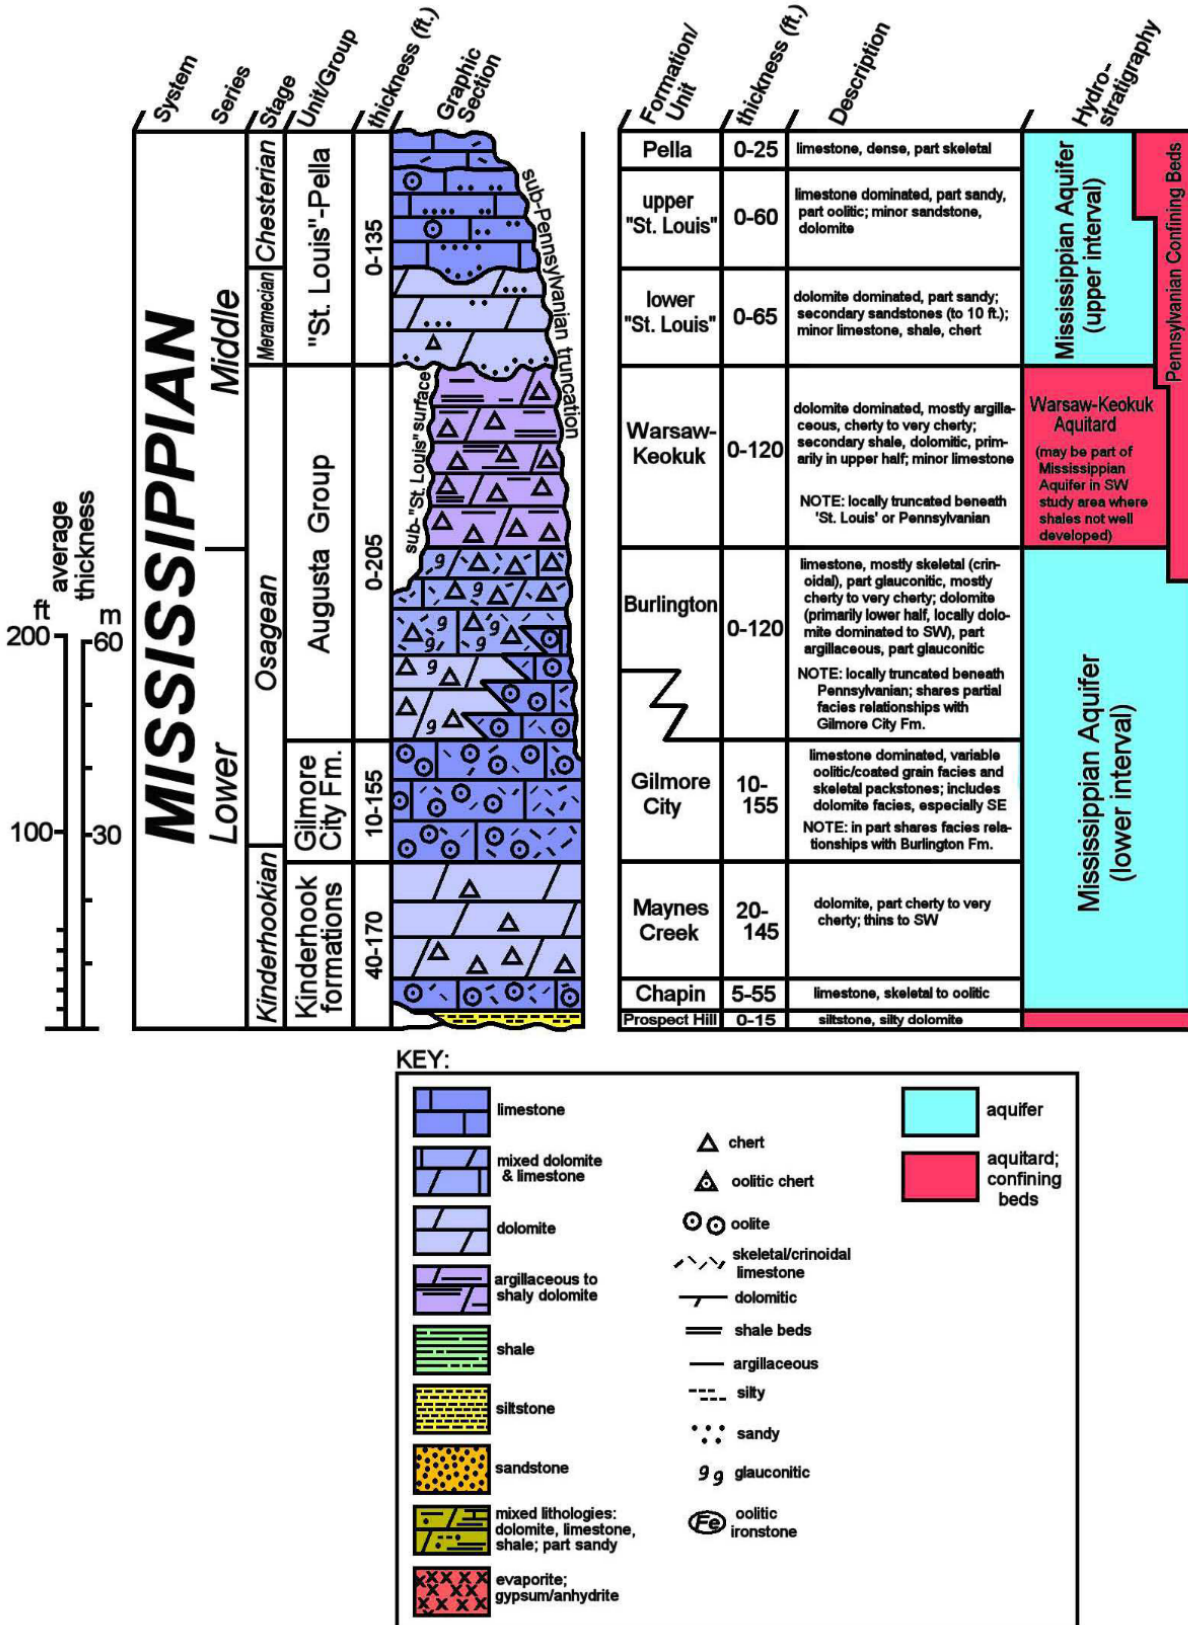 System
Series
Stage
Unit/Group
thickness (ft.)
Graphic
Section
Formation/
Unit
thickness (ft.)
Description
Hydro-
stratigraphy
MISSISSIPPIAN
Middle
Lower
Chesterian
Meramecian
Osagean
Kinderhookian
"St. Louis"-Pella
Augusta Group
Gilmore
City Fm.
Kinderhook
formations
0-135
0-205
10-155
40-170
sub-Pennsylvanian truncation
sub-"St. Louis" surface
average
thickness
ft
m
200
60
100
30
Pella
0-25
limestone, dense, part skeletal
upper
"St. Louis"
0-60
limestone dominated, part sandy,
part oolitic; minor sandstone,
dolomite
lower
"St. Louis"
0-65
dolomite dominated, part sandy;
secondary sandstones (to 10 ft.);
minor limestone, shale, chert
Warsaw-
Keokuk
0-120
dolomite dominated, mostly argilla-
ceous, cherty to very cherty;
secondary shale, dolomitic, prim-
arily in upper half; minor limestone
NOTE: locally truncated beneath
'St. Louis' or Pennsylvanian
Burlington
0-120
limestone, mostly skeletal (crin-
oidal), part glauconitic, mostly
cherty to very cherty; dolomite
(primarily lower half, locally dolo-
mite dominated to SW), part
argillaceous, part glauconitic
NOTE: locally truncated beneath
Pennsylvanian; shares partial
facies relationships with
Gilmore City Fm.
Gilmore
City
10-
155
limestone dominated, variable
oolitic/coated grain facies and
skeletal packstones; includes
dolomite facies, especially SE
NOTE: in part shares facies rela-
tionships with Burlington Fm.
Maynes
Creek
20-
145
dolomite, part cherty to very
cherty; thins to SW
Chapin
5-55
limestone, skeletal to oolitic
Prospect Hill
0-15
siltstone, silty dolomite
Mississippian Aquifer
(upper interval)
Pennsylvanian Confining Beds
Warsaw-Keokuk
Aquitard
(may be part of
Mississippian
Aquifer in SW
study area where
shales not well
developed)
Mississippian Aquifer
(lower interval)
KEY:
limestone
mixed dolomite
& limestone
dolomite
argillaceous to
shaly dolomite
shale
siltstone
sandstone
mixed lithologies:
dolomite, limestone,
shale; part sandy
evaporite;
gypsum/anhydrite
chert
oolitic chert
oolite
skeletal/crinoidal
limestone
dolomitic
shale beds
argillaceous
silty
sandy
glauconitic
Fe
oolitic
ironstone
aquifer
aquitard;
confining
beds